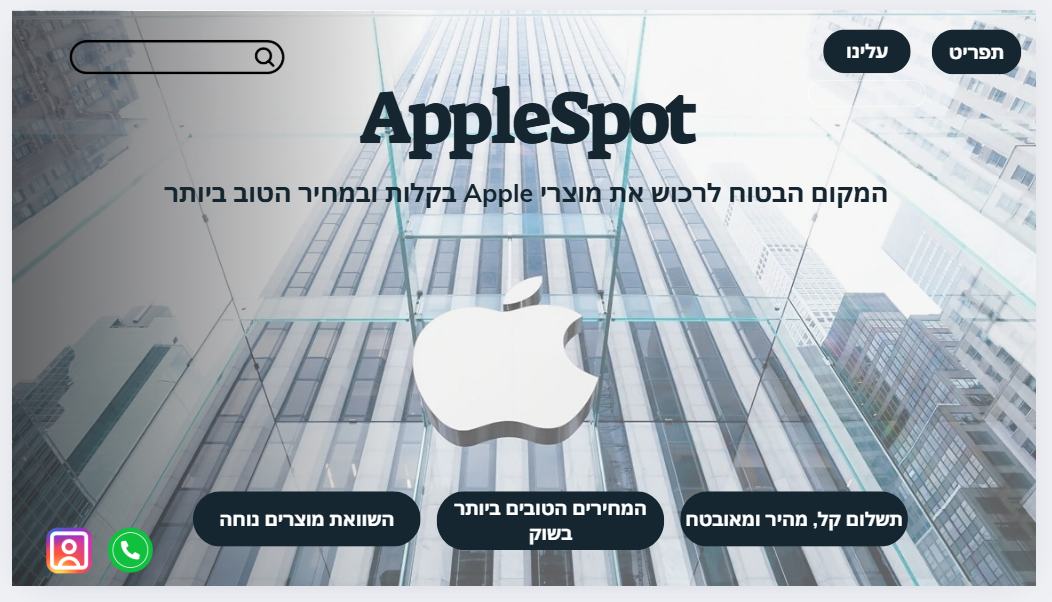 תפריט
עלינו
AppleSpot
המקום הבטוח לרכוש את מוצרי Apple בקלות ובמחיר הטוב ביותר
תשלום קל, מהיר ומאובטח
המחירים הטובים ביותר
בשוק
השוואת מוצרים נוחה